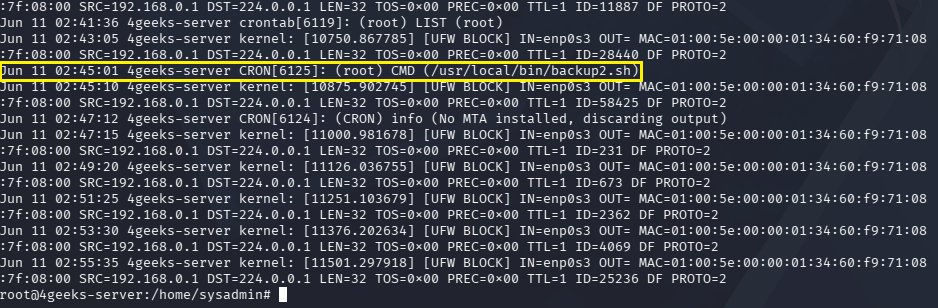 :7f:08:00 SRC=192.168.0.1 DST=224.0.0.1 LEN=32 TOS=0×00 PREC=0×00 TTL=1 ID=11887 DF PROTO=2
Jun 11 02:41:36 4geeks-server crontab[6119]: (root) LIST (root)
Jun 11 02:43:05 4geeks-server kernel: [10750.867785] [UFW BLOCK] IN=enp0s3 OUT= MAC=01:00:5e:00:00:01:34:60:f9:71:08
:7f:08:00 SRC=192.168.0.1 DST=224.0.0.1 LEN=32 TOS=0×00 PREC=0×00 TTL=1 ID=28440 DF PROTO=2
Jun 11 02:45:01 4geeks-server CRON[6125]: (root) CMD (/usr/local/bin/backup2.sh)
Jun 11 02:45:10 4geeks-server kernel: [10875.902745] [UFW BLOCK] IN=enp0s3 OUT= MAC=01:00:5e:00:00:01:34:60:f9:71:08
:7f:08:00 SRC=192.168.0.1 DST=224.0.0.1 LEN=32 TOS=0×00 PREC=0×00 TTL=1 ID=58425 DF PROTO=2
Jun 11 02:47:12 4geeks-server CRON[6124]: (CRON) info (No MTA installed, discarding output)
Jun 11 02:47:15 4geeks-server kernel: [11000.981678] [UFW BLOCK] IN=enp0s3 OUT= MAC=01:00:5e:00:00:01:34:60:f9:71:08
:7f:08:00 SRC=192.168.0.1 DST=224.0.0.1 LEN=32 TOS=0×00 PREC=0×00 TTL=1 ID=231 DF PROTO=2
Jun 11 02:49:20 4geeks-server kernel: [11126.036755] [UFW BLOCK] IN=enp0s3 OUT= MAC=01:00:5e:00:00:01:34:60:f9:71:08
:7f:08:00 SRC=192.168.0.1 DST=224.0.0.1 LEN=32 TOS=0×00 PREC=0×00 TTL=1 ID=673 DF PROTO=2
Jun 11 02:51:25 4geeks-server kernel: [11251.103679] [UFW BLOCK] IN=enp0s3 OUT= MAC=01:00:5e:00:00:01:34:60:f9:71:08
:7f:08:00 SRC=192.168.0.1 DST=224.0.0.1 LEN=32 TOS=0×00 PREC=0×00 TTL=1 ID=2362 DF PROTO=2
Jun 11 02:53:30 4geeks-server kernel: [11376.202634] [UFW BLOCK] IN=enp0s3 OUT= MAC=01:00:5e:00:00:01:34:60:f9:71:08
:7f:08:00 SRC=192.168.0.1 DST=224.0.0.1 LEN=32 TOS=0×00 PREC=0×00 TTL=1 ID=4069 DF PROTO=2
Jun 11 02:55:35 4geeks-server kernel: [11501.297918] [UFW BLOCK] IN=enp0s3 OUT= MAC=01:00:5e:00:00:01:34:60:f9:71:08
:7f:08:00 SRC=192.168.0.1 DST=224.0.0.1 LEN=32 TOS=0×00 PREC=0×00 TTL=1 ID=25236 DF PROTO=2
root@4geeks-server:/home/sysadmin#